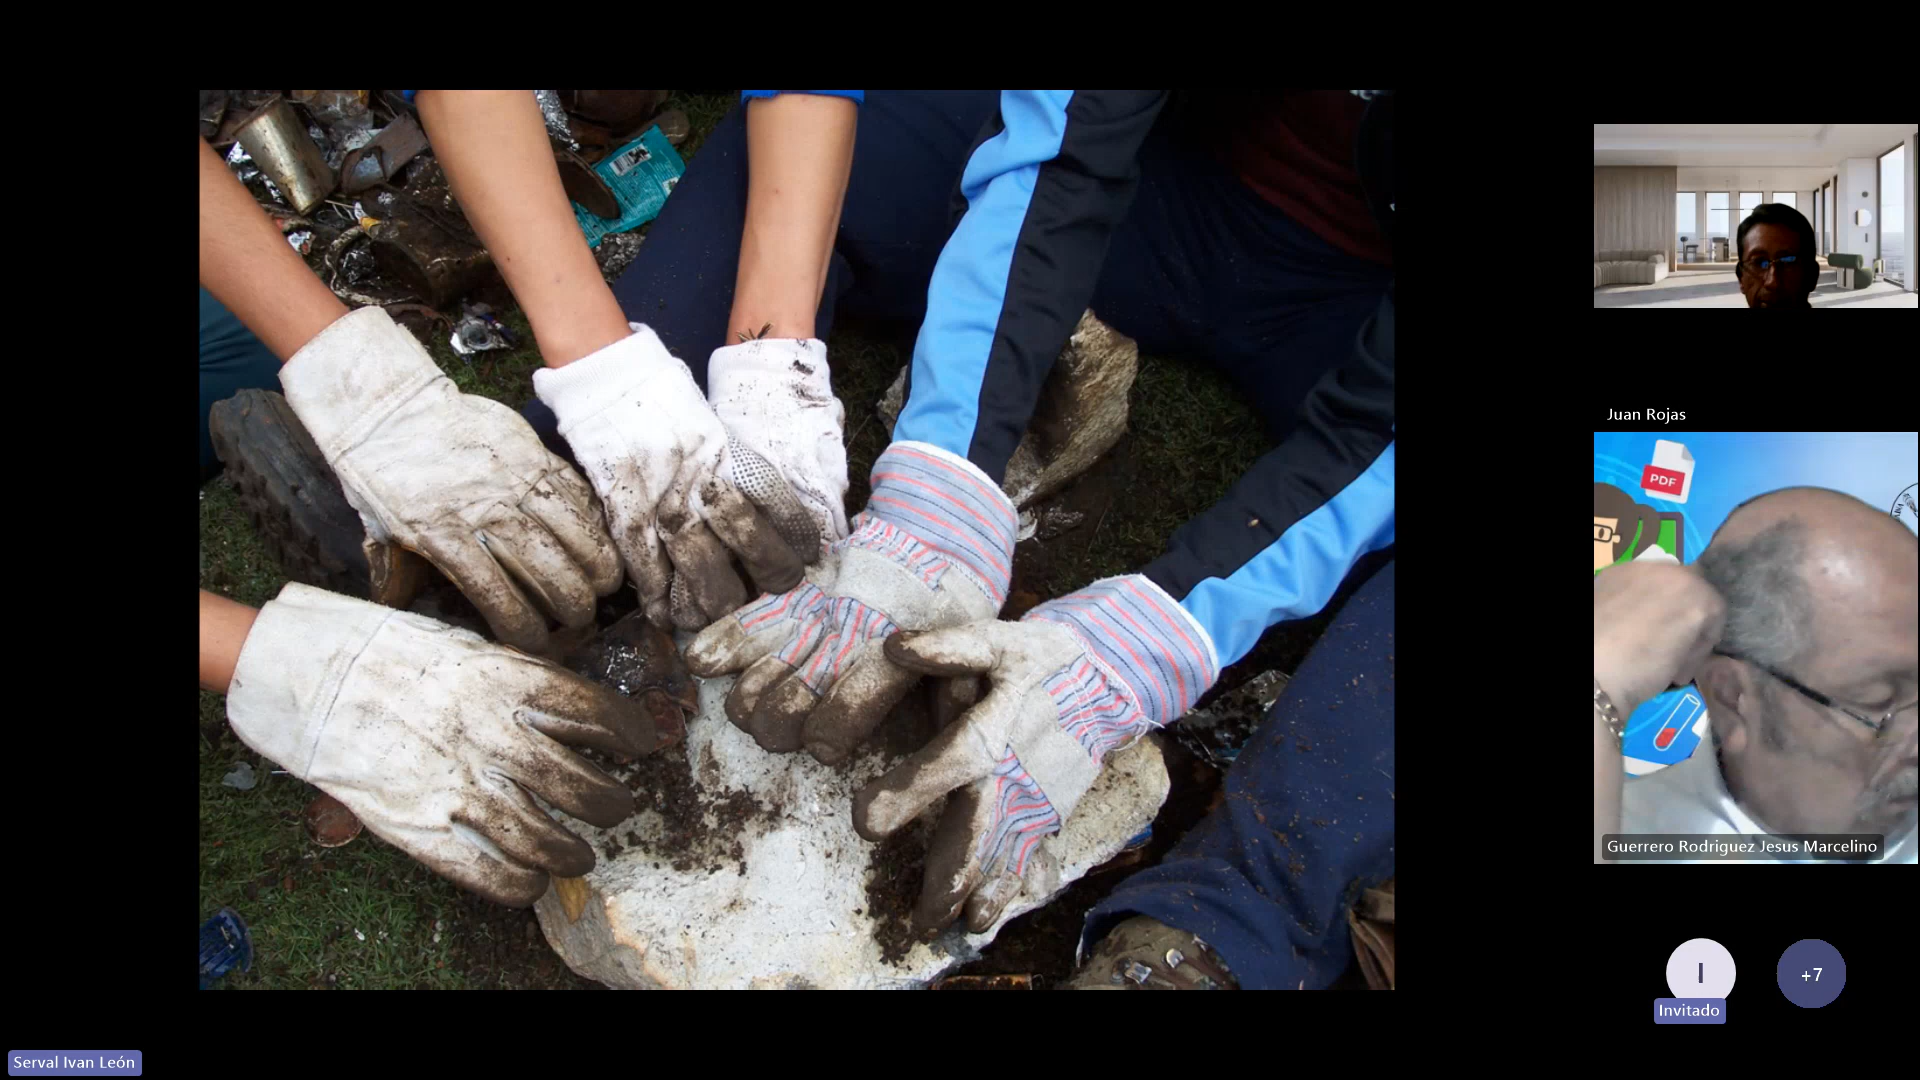 Juan Rojas
PDF
Guerrero Rodriguez Jesus Marcelino
I
+7
Invitado
Serval Ivan León